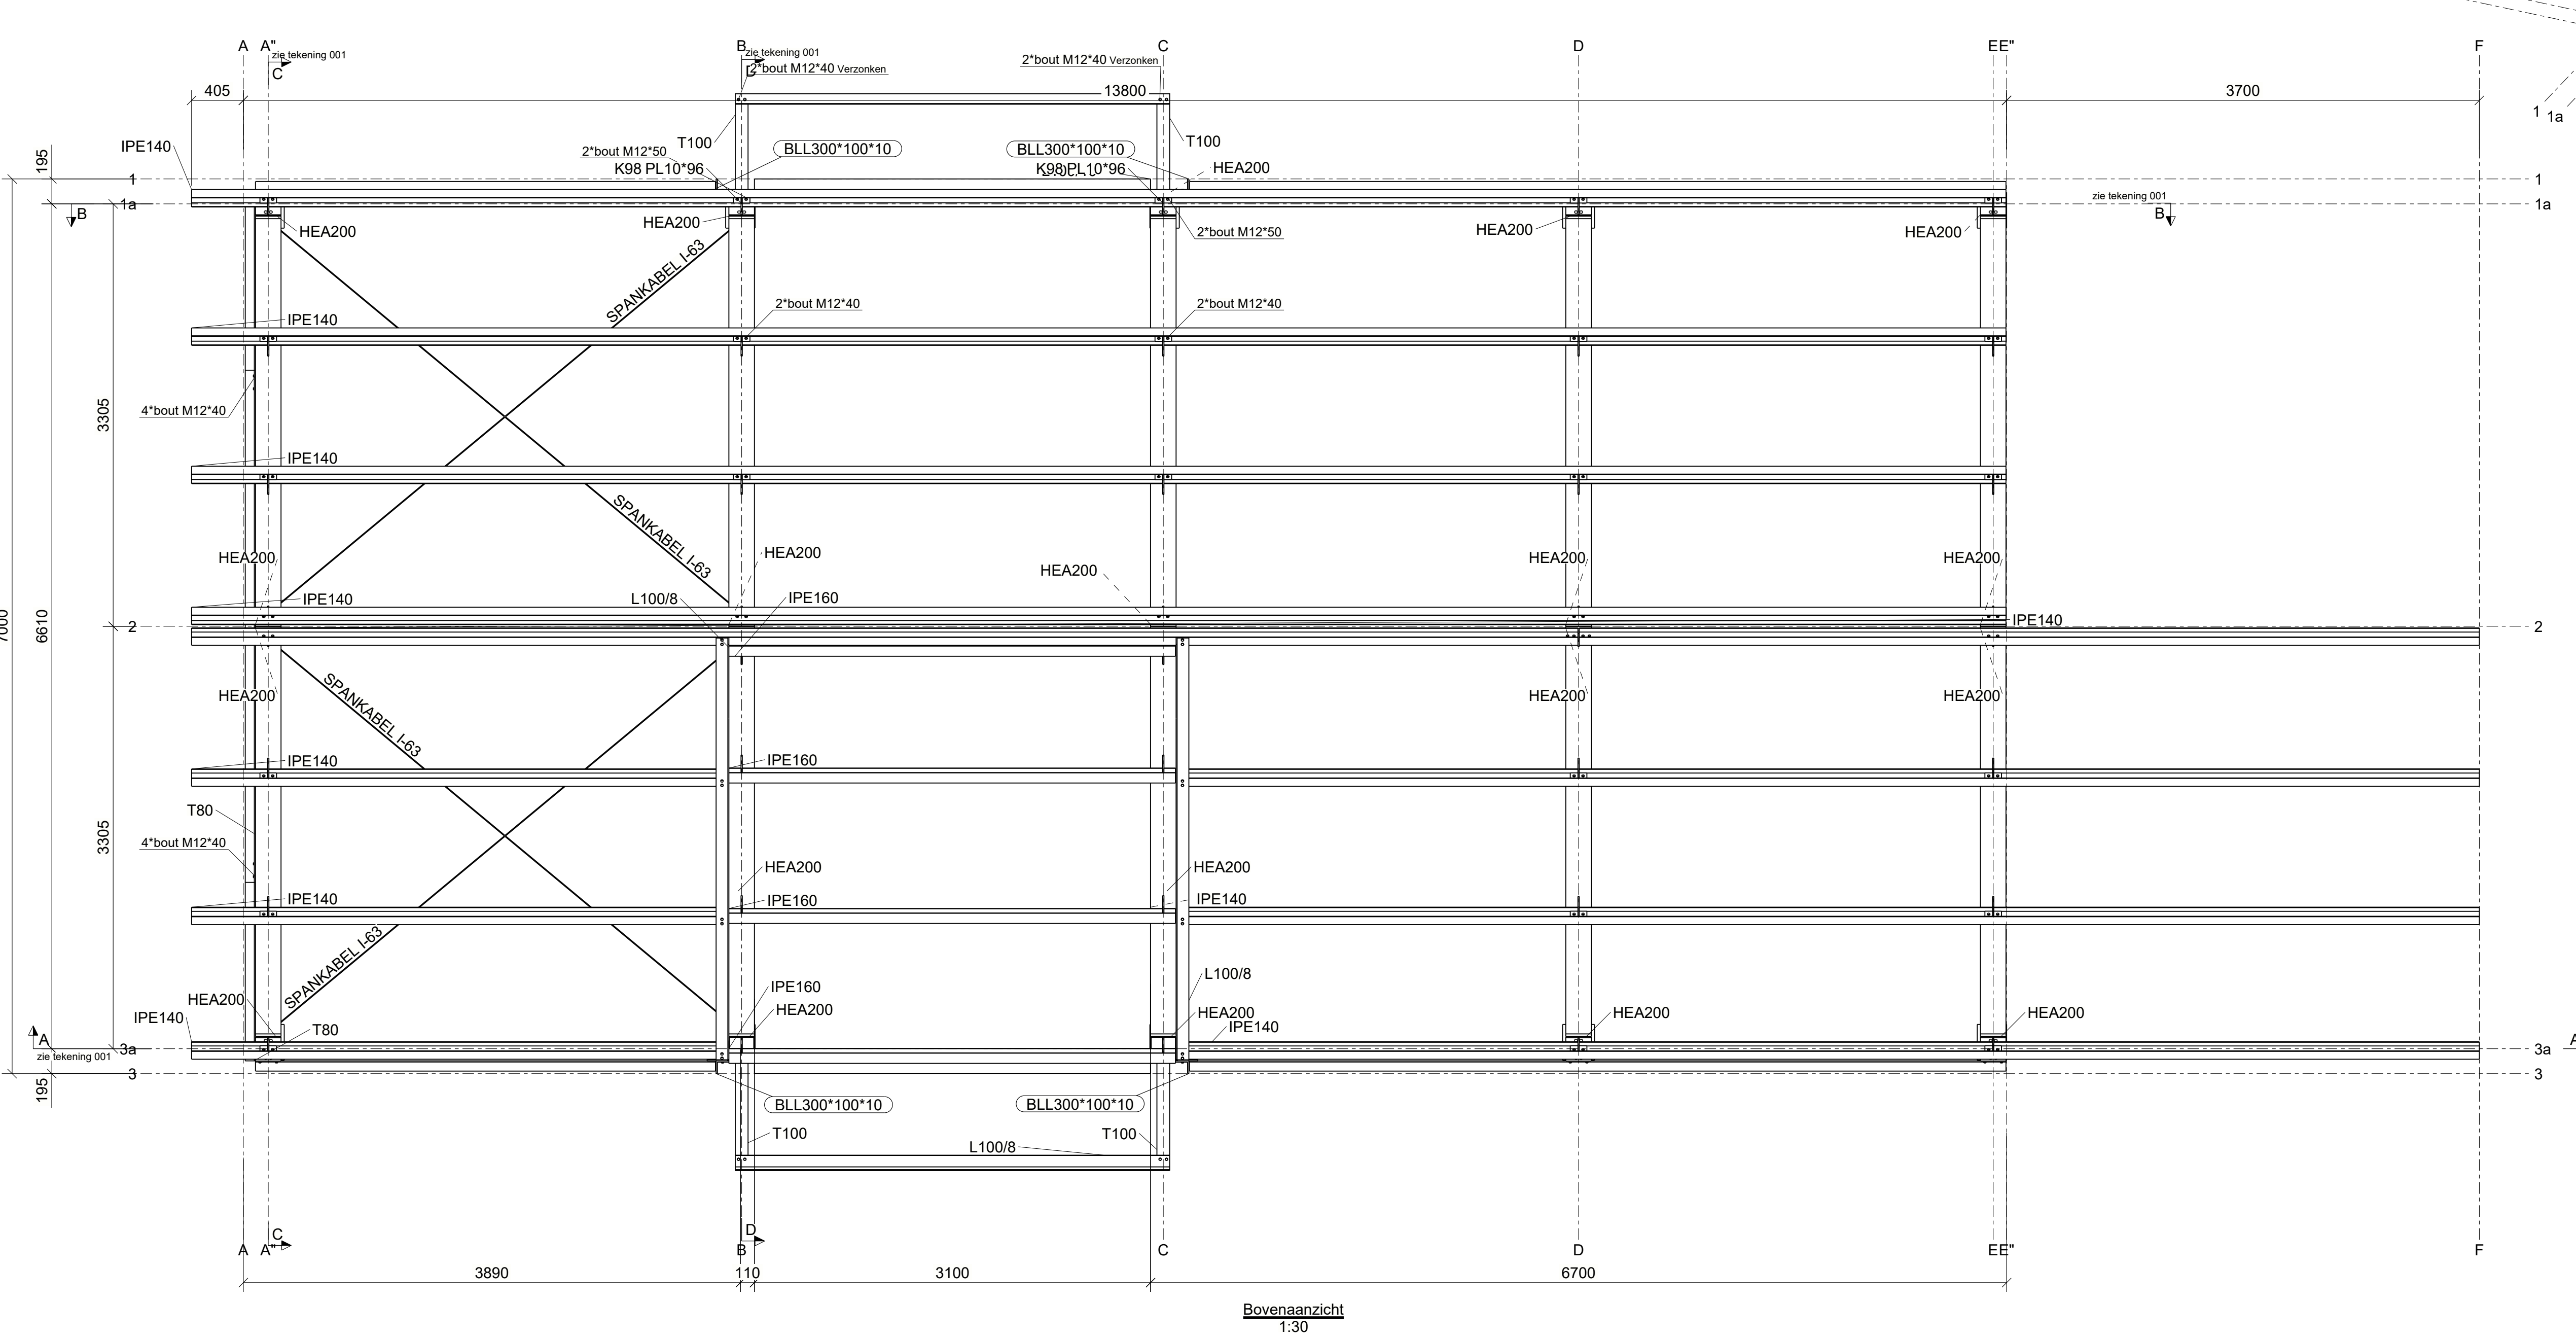 A A" B C D E E" F
zie tekening 001
C
zie tekening 001
D
2*bout M12*40 Verzonken
2*bout M12*40 Verzonken
405
13800
3700
1
1a
IPE140
195
T100
BLL300*100*10
BLL300*100*10
T100
2*bout M12*50
K98 PL10*96
K98 PL10*96
HEA200
1
1
1a
B
zie tekening 001
B
1a
HEA200
HEA200
2*bout M12*50
HEA200
HEA200
SPANKABEL I-63
IPE140
2*bout M12*40
2*bout M12*40
3305
4*bout M12*40
IPE140
SPANKABEL I-63
HEA200
HEA200
HEA200
HEA200
HEA200
7000
6610
IPE140
L100/8
IPE160
2
IPE140
2
HEA200
SPANKABEL I-63
HEA200
HEA200
IPE140
IPE160
T80
3305
4*bout M12*40
HEA200
HEA200
IPE140
IPE160
IPE140
SPANKABEL I-63
L100/8
HEA200
IPE160
HEA200
HEA200
HEA200
HEA200
IPE140
T80
IPE140
A
zie tekening 001
3a
3a
A
3
3
195
BLL300*100*10
BLL300*100*10
T100
T100
L100/8
C
D
A A" B C D E E" F
3890
110
3100
6700
Bovenaanzicht
1:30